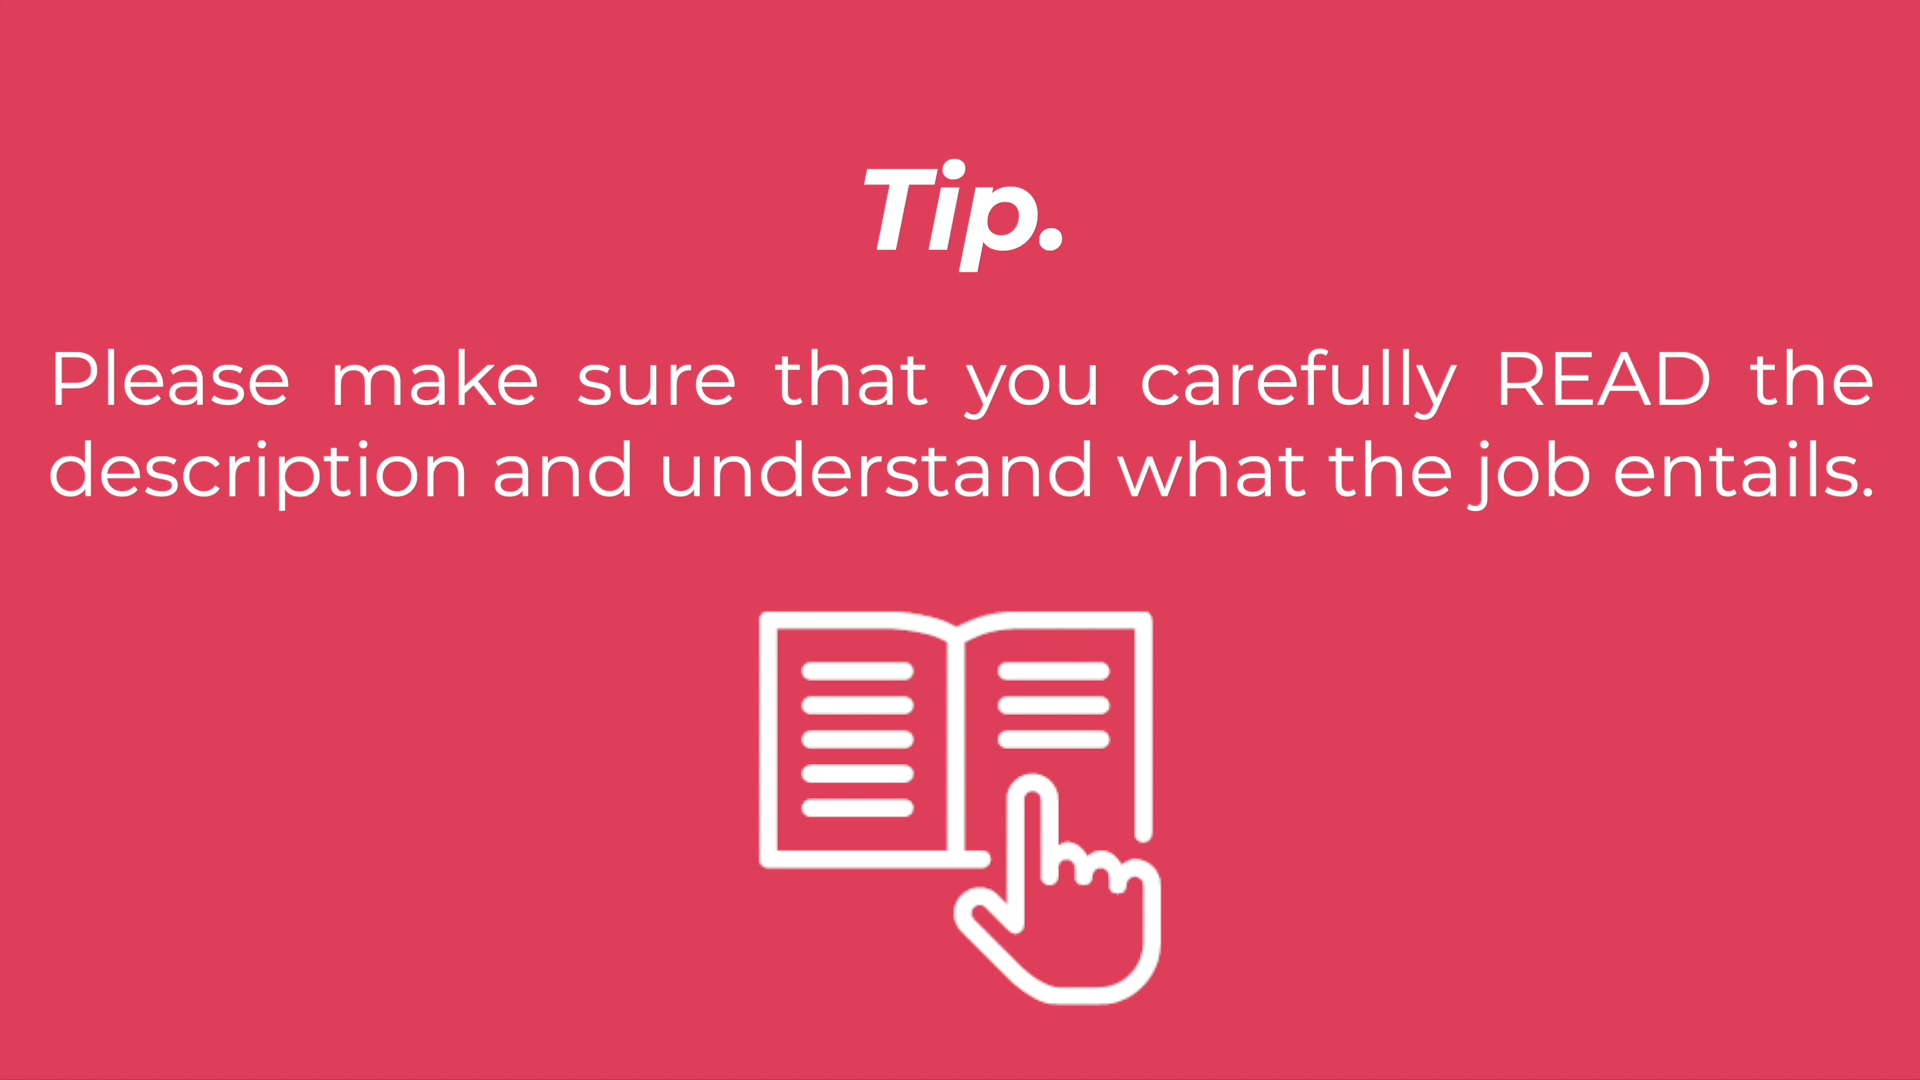 Tip.
Please make sure that you carefully READ the
description and understand what the job entails.